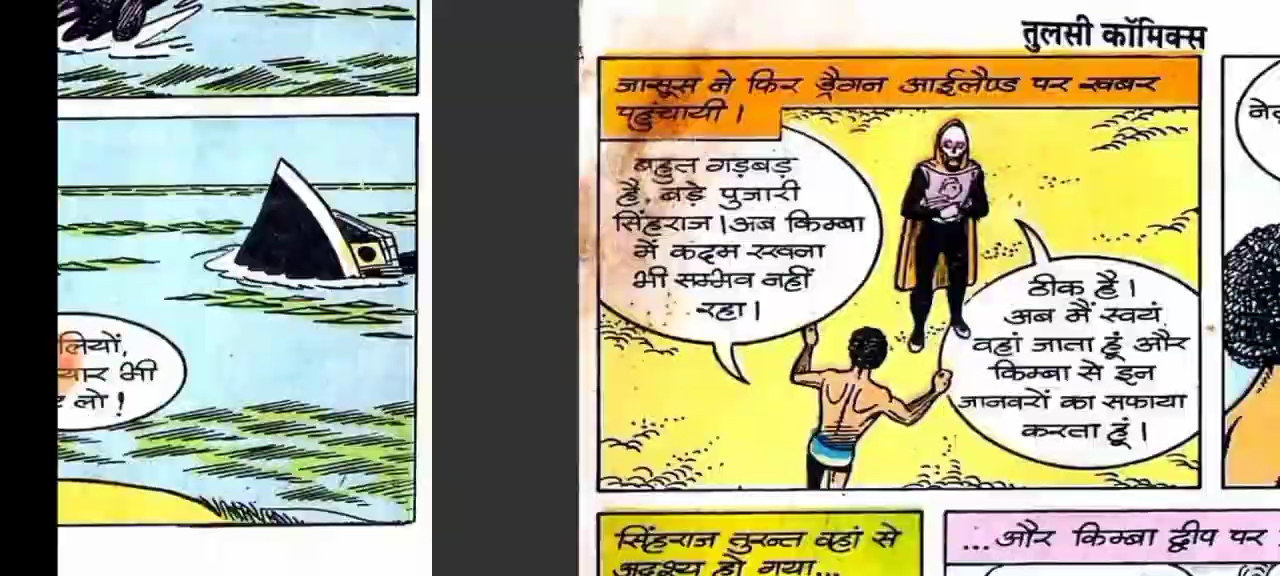 लियों,
यार भी
लो!
तुलसी कॉमिक्स
जासूस ने फिर ड्रैगन आईलैण्ड पर खबर
पहुंचायी।
बहुत गड़बड़
है, बड़े पुजारी
सिंहराज। अब किम्बा
में कदम रखना
भी सम्भव नहीं
रहा।
ठीक है।
अब मैं स्वयं
वहां जाता हूं और
किम्बा से इन
जानवरों का सफाया
करता हूं।
सिंहराज तुरन्त वहां से
अदृश्य हो गया...
...और किम्बा द्वीप पर